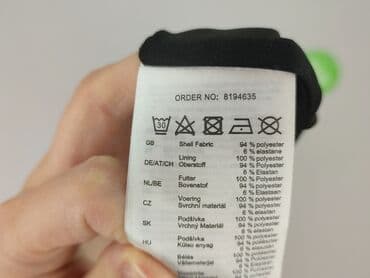 ORDER NO: 8194635
30
GB Shell Fabric 94 % polyester
6 % elastane
Lining 100 % polyester
DE/AT/CH Oberstoff 94 % Polyester
6 % Elastan
Futter 100 % Polyester
NL/BE Bovenstof 94 % polyester
6 % Elastaan
Voering 100 % polyester
CZ Svrchní materiál 94 % polyester
6 % elastan
Podšívka 100 % polyester
SK Vrchný Materiál 94 % polyester
6 % elastan
Podšívka 100 % polyester
HU Külső anyag 94 % poliészter
6 % elasztán
Bélés 100 % poliészter